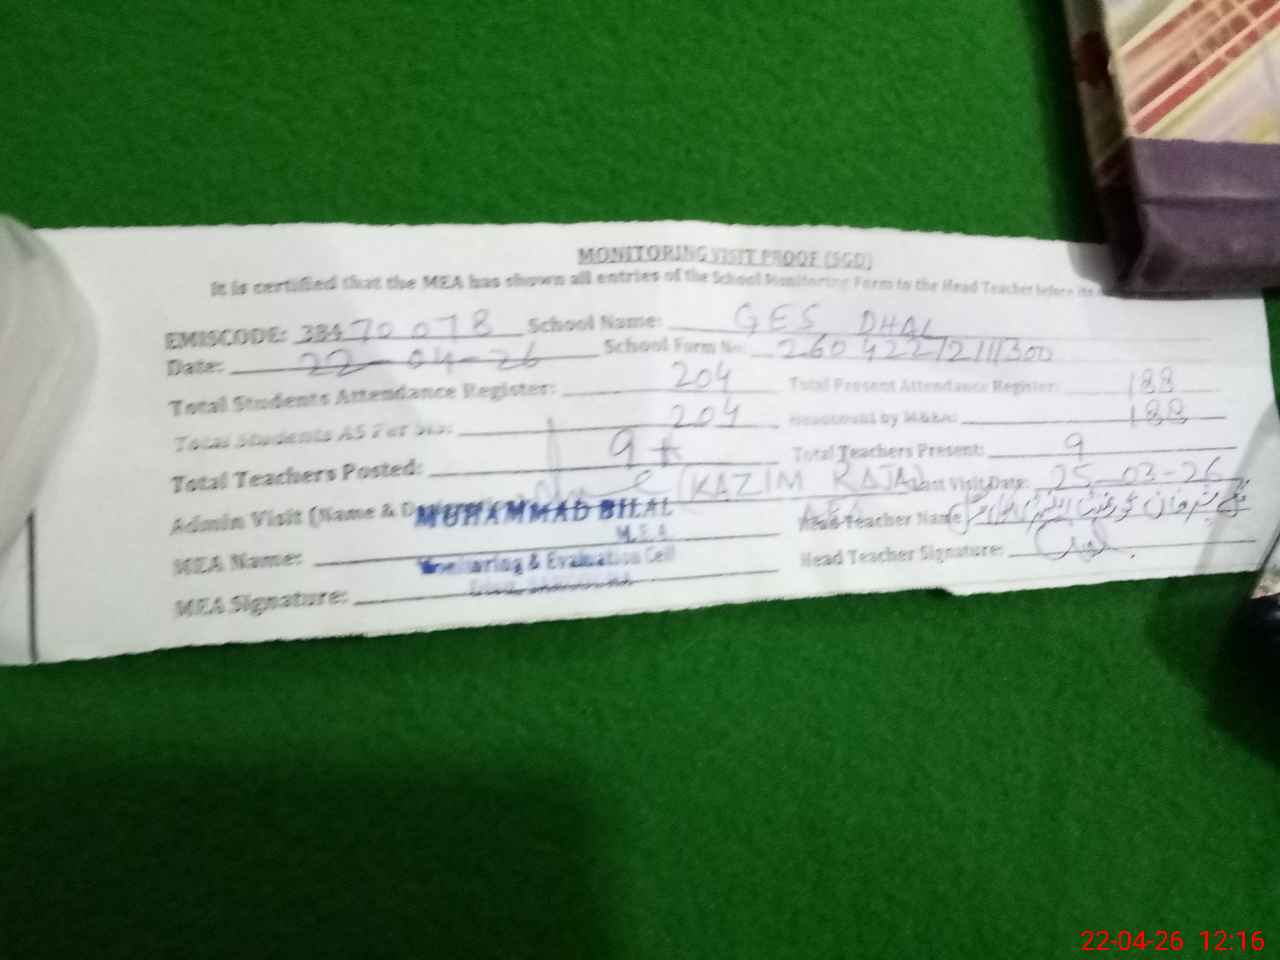 MONITORING VISIT PROOF (SGD)
It is certified that the MEA has shown all entries of the School Monitoring Form to the Head Teacher before its
EMISCODE: 38470078 School Name: GES DHAL
Date: 22-04-26 School Form No:
Total Students Attendance Register: 204 Total Present Attendance Register: 188
Total Students AS Per Sis: 204 Headcount by MEA: 188
Total Teachers Posted: 9 Total Teachers Present: 9
Admin Visit (Name & (KAZIM RAJA) Last Visit Date: 25-03-26
MEA Name: MUHAMMAD BILAL Head Teacher Name
M.E.A
Monitoring & Evaluation Cell
MEA Signature: Head Teacher Signature:
22-04-26 12:16